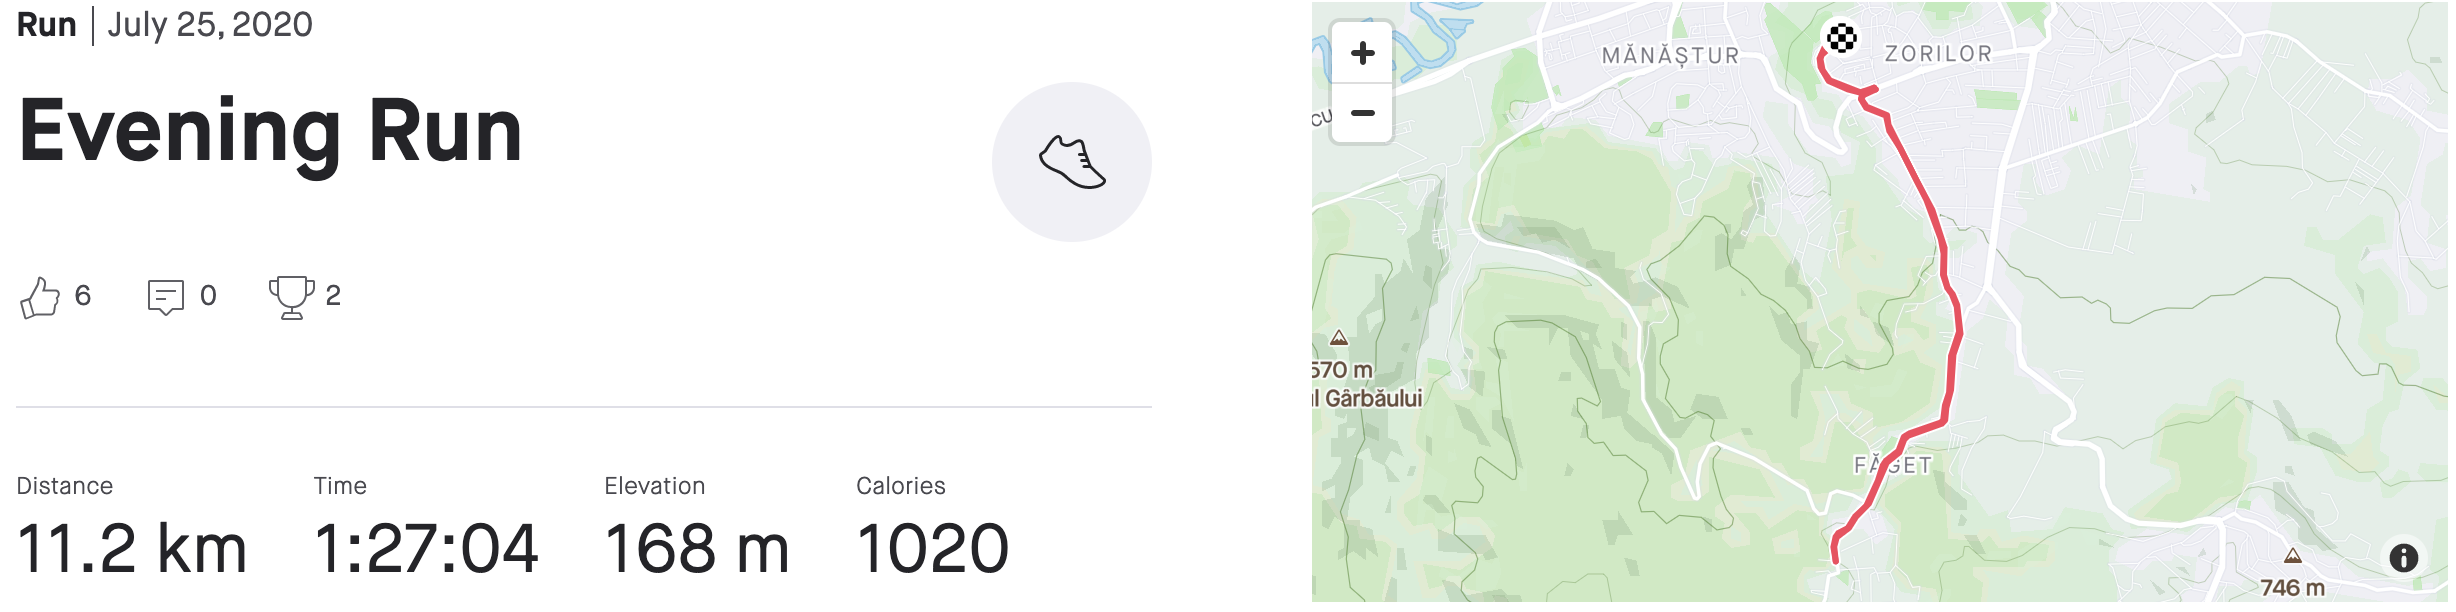 Run | July 25, 2020
Evening Run
6 0 2
Distance Time Elevation Calories
11.2 km 1:27:04 168 m 1020
+
−
MĂNĂȘTUR
ZORILOR
CU
570 m
l Gârbăului
FĂGET
746 m